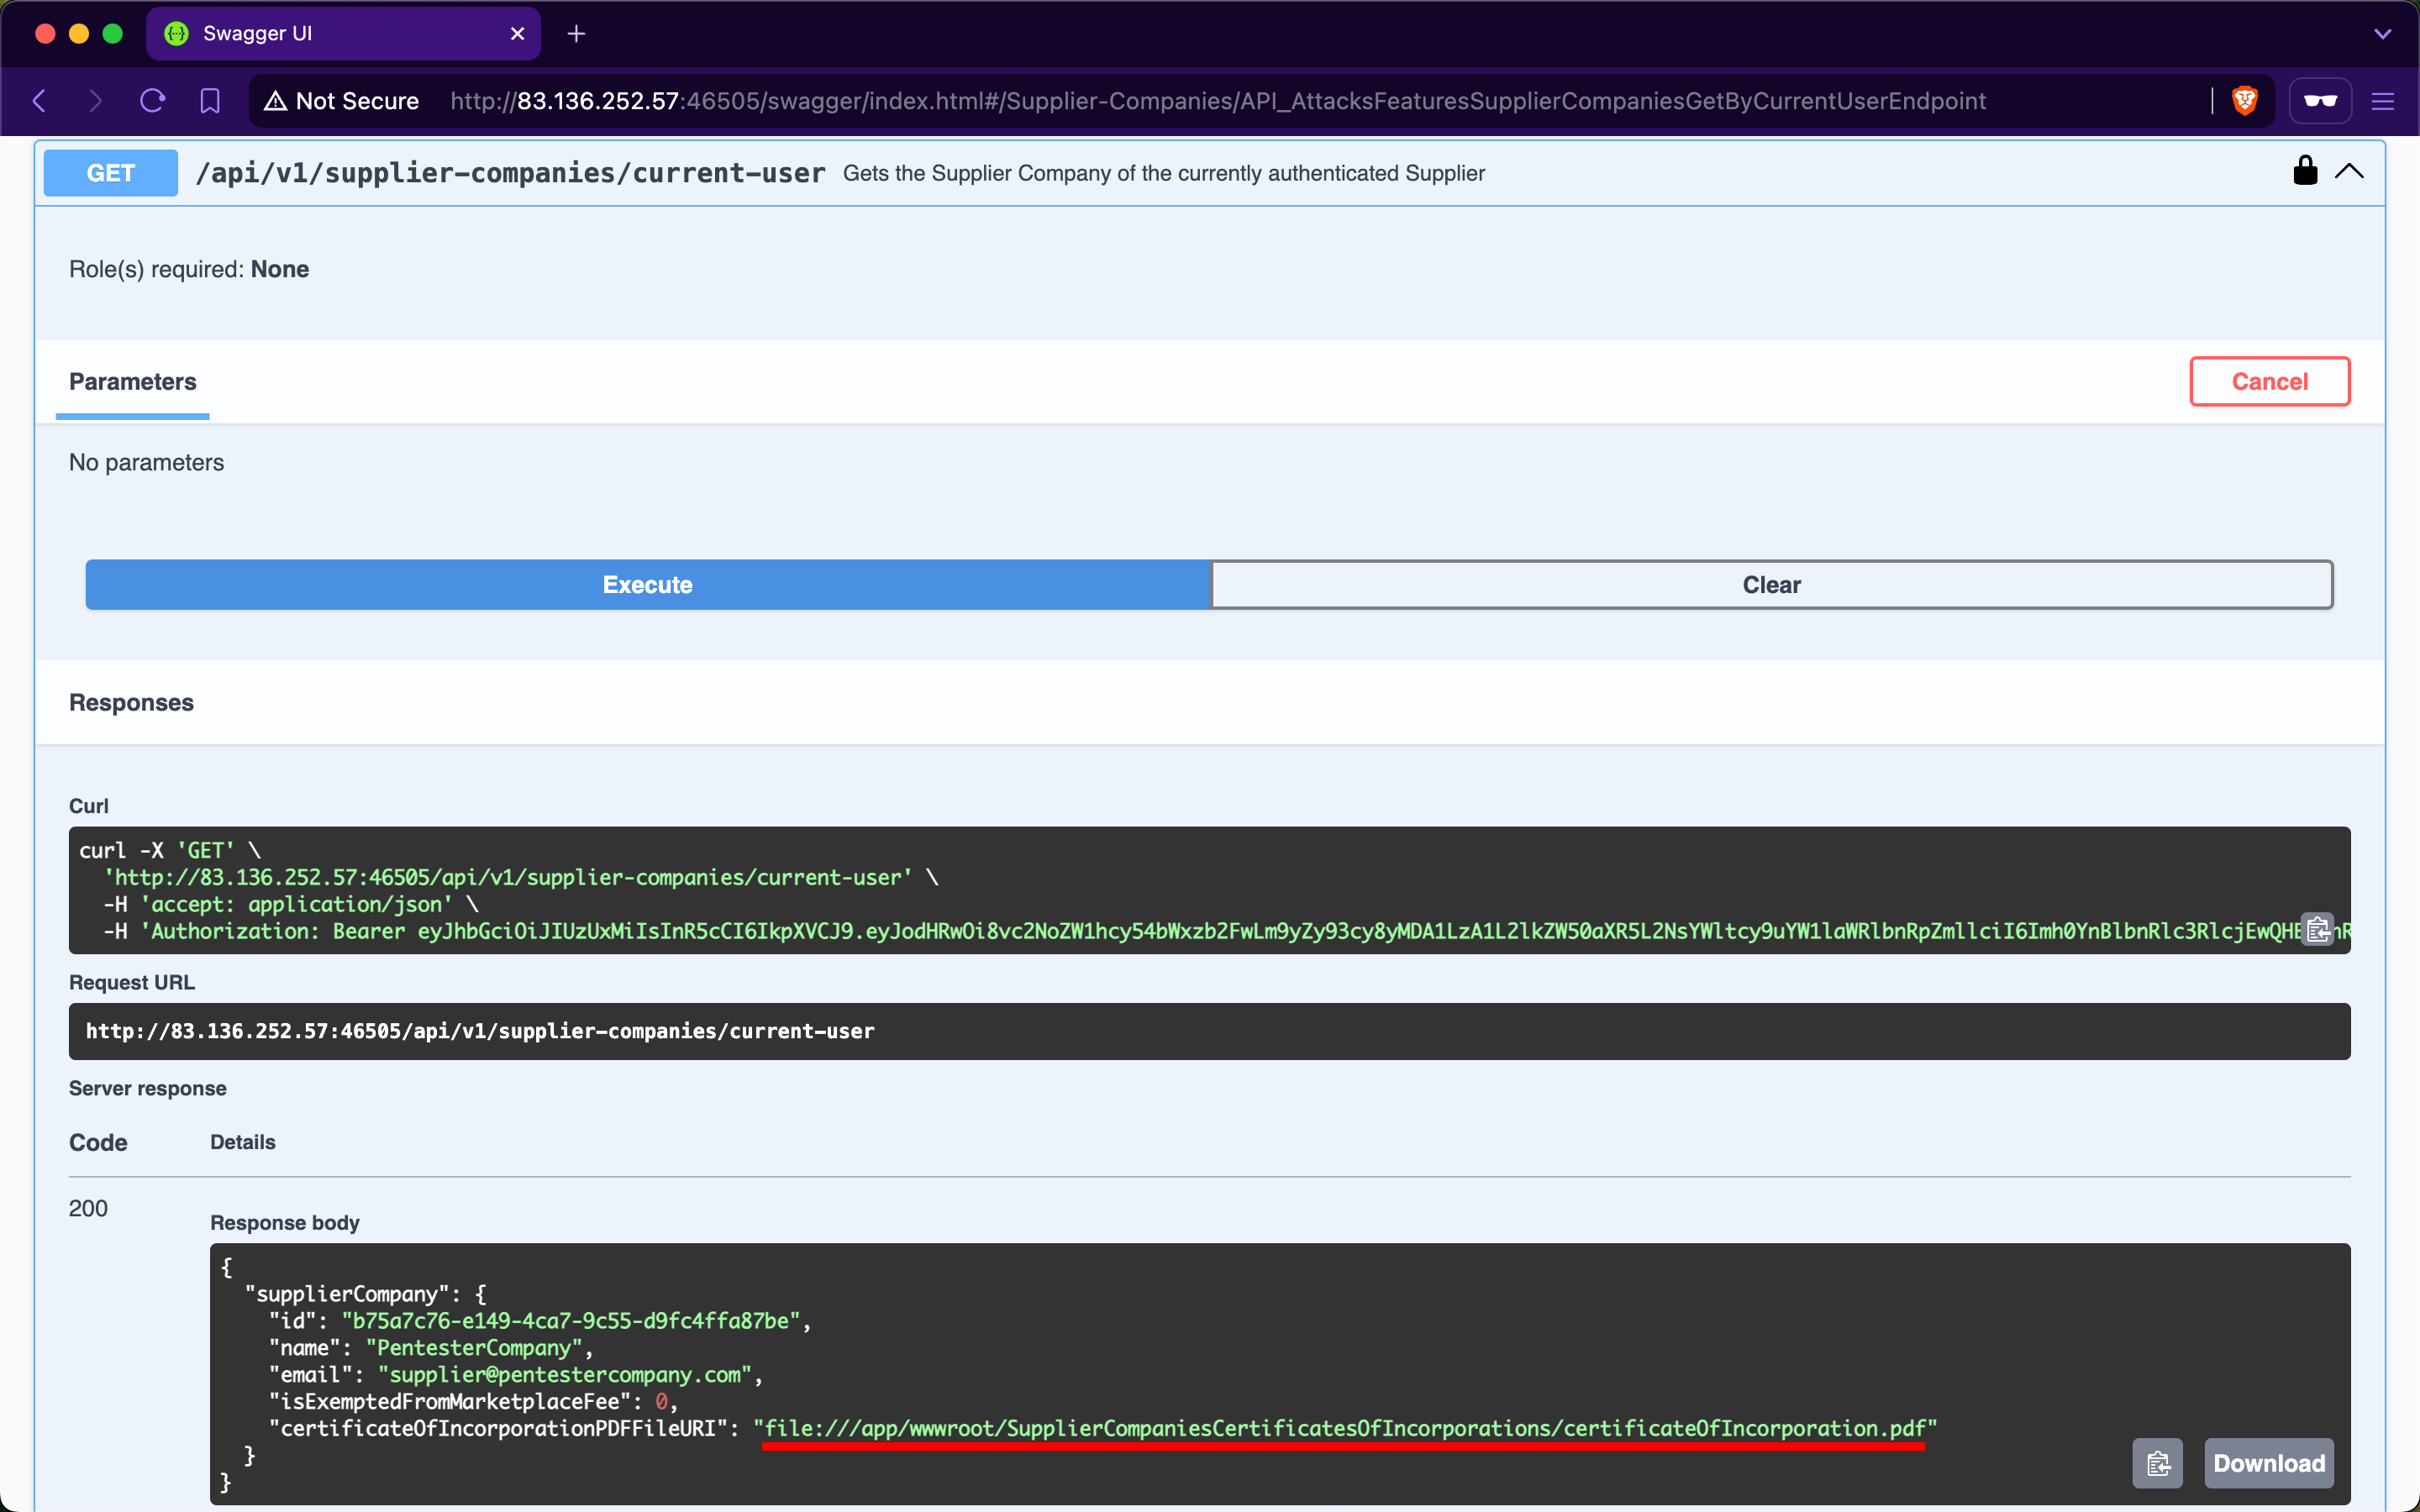 Swagger UI
Not Secure http://83.136.252.57:46505/swagger/index.html#/Supplier-Companies/API_AttacksFeaturesSupplierCompaniesGetByCurrentUserEndpoint
GET /api/v1/supplier-companies/current-user Gets the Supplier Company of the currently authenticated Supplier
Role(s) required: None
Parameters
Cancel
No parameters
Execute
Clear
Responses
Curl
curl -X 'GET' \
'http://83.136.252.57:46505/api/v1/supplier-companies/current-user' \
-H 'accept: application/json' \
-H 'Authorization: Bearer eyJhbGciOiJIUzUxMiIsInR5cCI6IkpXVCJ9.eyJodHRwOi8vc2NoZW1hcy54bWxzb2FwLm9yZy93cy8yMDA1LzA1L2lkZW50aXR5L2NsYWltcy9uYW1laWRlbnRpZmllciI6Imh0YnBlbnRlc3RlcjEwQHB
Request URL
http://83.136.252.57:46505/api/v1/supplier-companies/current-user
Server response
Code Details
200
Response body
{
"supplierCompany": {
"id": "b75a7c76-e149-4ca7-9c55-d9fc4ffa87be",
"name": "PentesterCompany",
"email": "supplier@pentestercompany.com",
"isExemptedFromMarketplaceFee": 0,
"certificateOfIncorporationPDFFileURI": "file:///app/wwwroot/SupplierCompaniesCertificatesOfIncorporations/certificateOfIncorporation.pdf"
}
}
Download